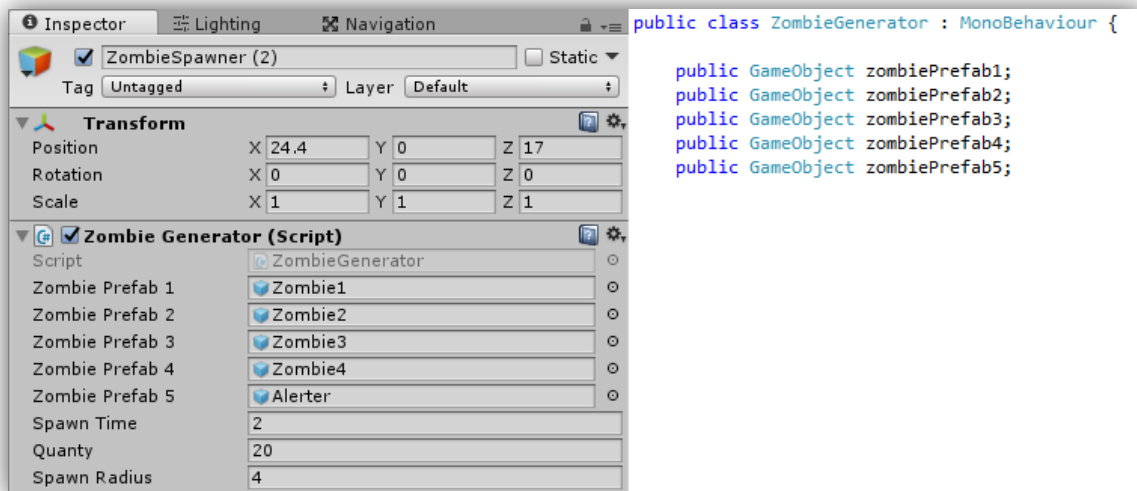 Inspector Lighting Navigation
ZombieSpawner (2) Static
Tag Untagged Layer Default
Transform
Position X 24.4 Y 0 Z 17
Rotation X 0 Y 0 Z 0
Scale X 1 Y 1 Z 1
Zombie Generator (Script)
Script ZombieGenerator
Zombie Prefab 1 Zombie1
Zombie Prefab 2 Zombie2
Zombie Prefab 3 Zombie3
Zombie Prefab 4 Zombie4
Zombie Prefab 5 Alerter
Spawn Time 2
Quanty 20
Spawn Radius 4
public class ZombieGenerator : MonoBehaviour {
public GameObject zombiePrefab1;
public GameObject zombiePrefab2;
public GameObject zombiePrefab3;
public GameObject zombiePrefab4;
public GameObject zombiePrefab5;